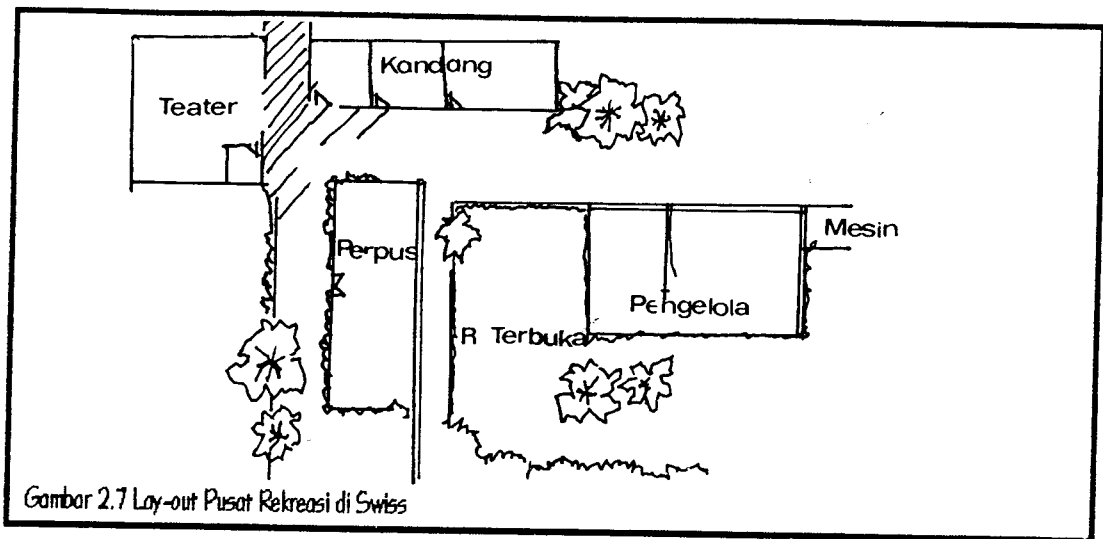 Kandang
Teater
Perpus
Mesin
Pengelola
R Terbuka
Gambar 2.7 Lay-out Pusat Rekreasi di Swiss